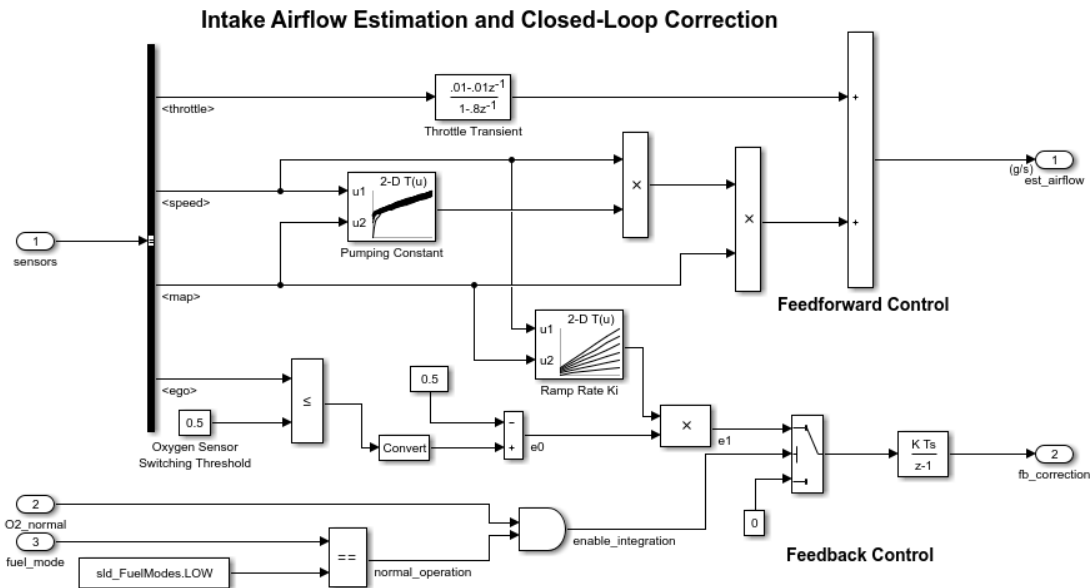 Intake Airflow Estimation and Closed-Loop Correction
.01-.01z-1
1-.8z-1
<throttle>
Throttle Transient
+
2-D T(u)
u1
u2
×
×
1
(g/s)
est_airflow
<speed>
Pumping Constant
+
1
sensors
<map>
Feedforward Control
2-D T(u)
u1
u2
Ramp Rate Ki
<ego>
≤
0.5
0.5
Oxygen Sensor
Switching Threshold
Convert
−
+
e0
×
e1
K Ts
z-1
2
fb_correction
2
O2_normal
3
fuel_mode
0
enable_integration
==
sld_FuelModes.LOW
normal_operation
Feedback Control